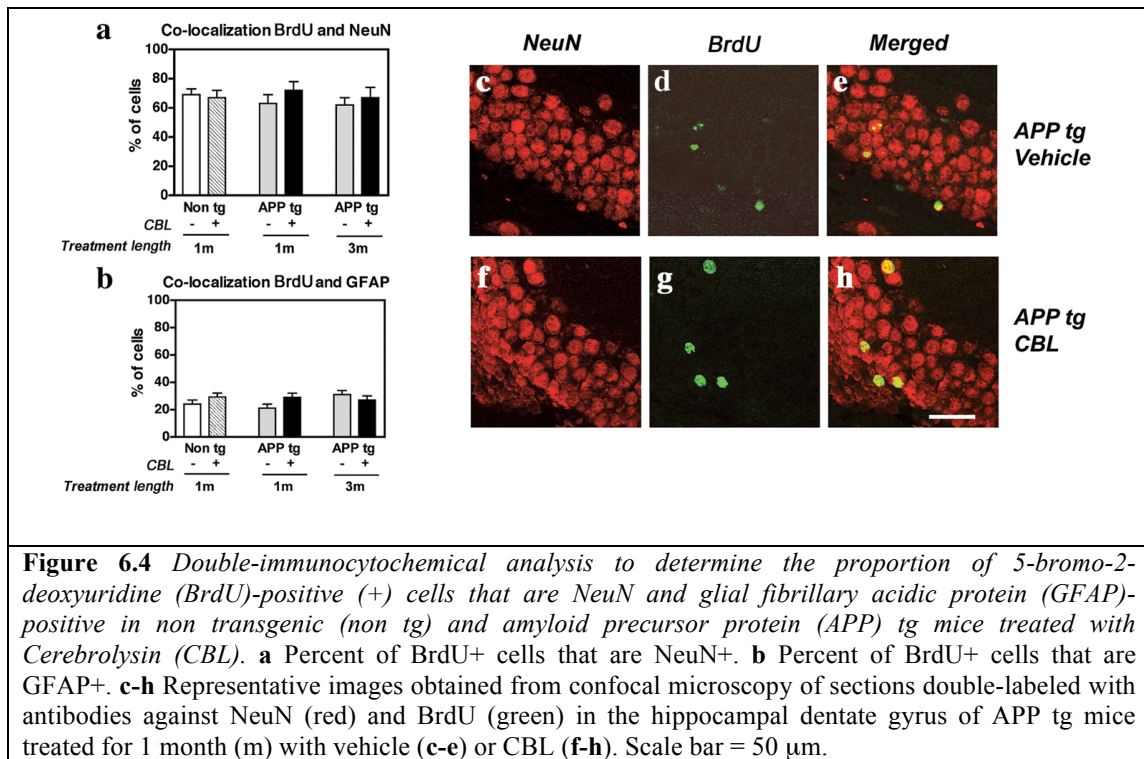 a
Co-localization BrdU and NeuN
100
80
60
40
20
0
% of cells
Non tg APP tg APP tg
CBL - + - + - +
Treatment length 1m 1m 3m
b
Co-localization BrdU and GFAP
100
80
60
40
20
0
% of cells
Non tg APP tg APP tg
CBL - + - + - +
Treatment length 1m 1m 3m
NeuN BrdU Merged
c d e
APP tg
Vehicle
f g h
APP tg
CBL
Figure 6.4 Double-immunocytochemical analysis to determine the proportion of 5-bromo-2-
deoxyuridine (BrdU)-positive (+) cells that are NeuN and glial fibrillary acidic protein (GFAP)-
positive in non transgenic (non tg) and amyloid precursor protein (APP) tg mice treated with
Cerebrolysin (CBL). a Percent of BrdU+ cells that are NeuN+. b Percent of BrdU+ cells that are
GFAP+. c-h Representative images obtained from confocal microscopy of sections double-labeled with
antibodies against NeuN (red) and BrdU (green) in the hippocampal dentate gyrus of APP tg mice
treated for 1 month (m) with vehicle (c-e) or CBL (f-h). Scale bar = 50 μm.